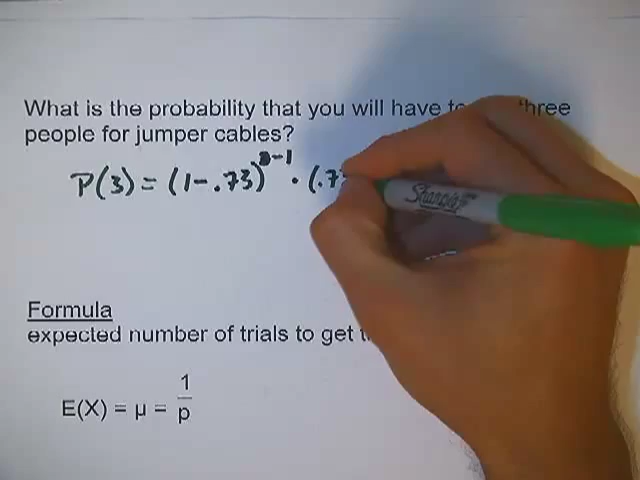 What is the probability that you will have three
people for jumper cables?
P(3) = (1 - .73)^3-1 · (.7
Formula
expected number of trials to get
E(X) = μ = 1/p
Sharpie